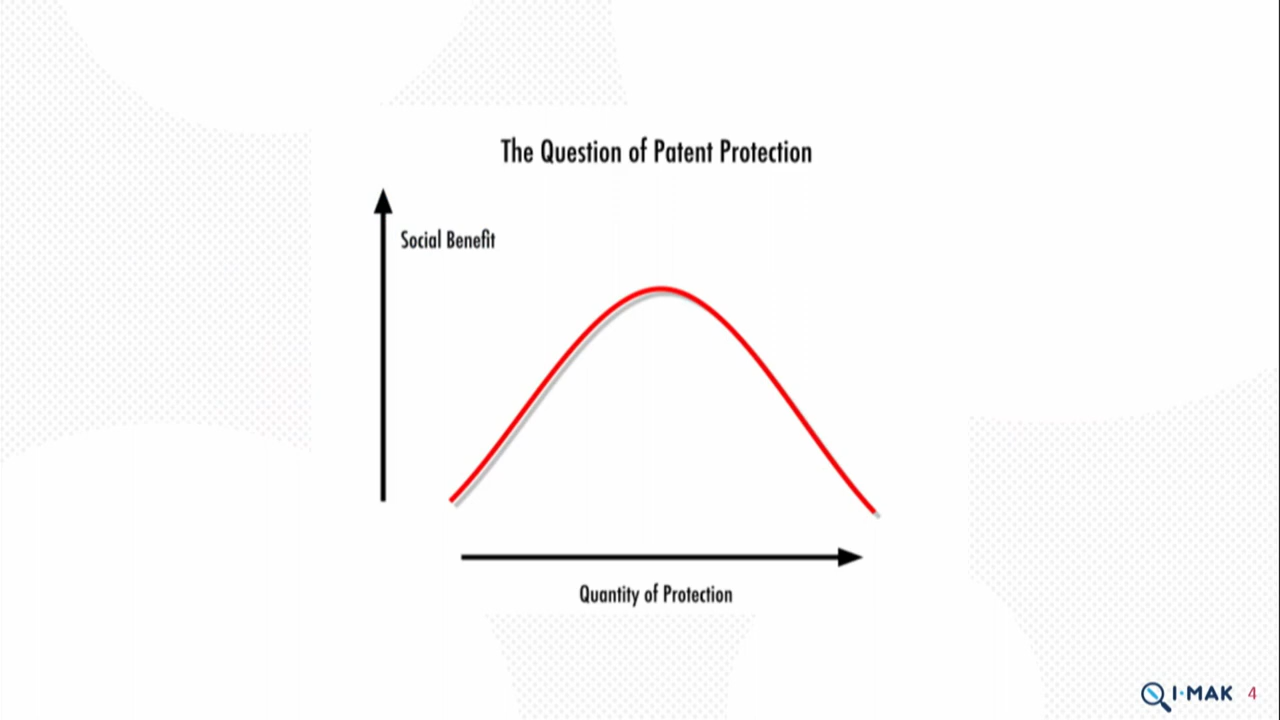 The Question of Patent Protection
Social Benefit
Quantity of Protection
I·MAK 4